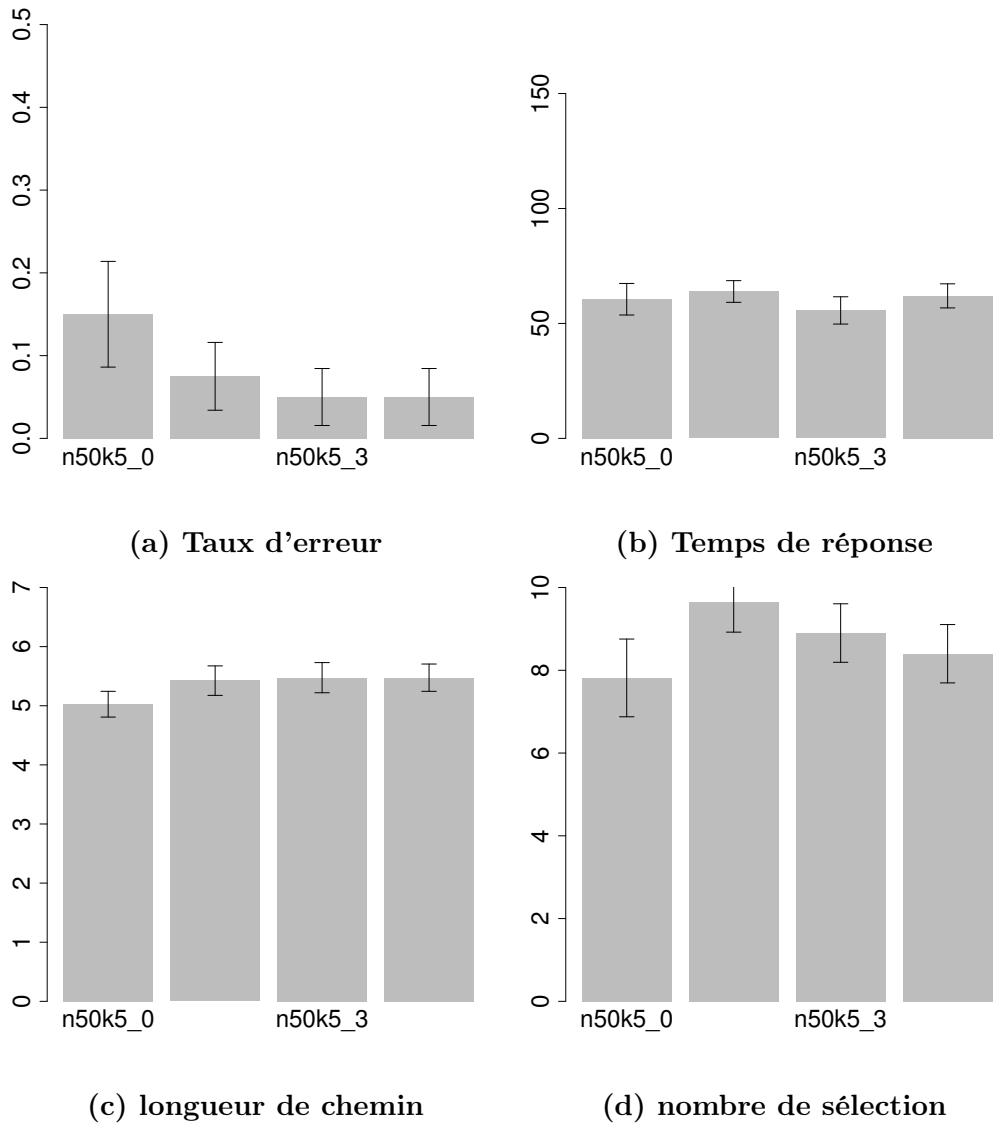 0.0 0.1 0.2 0.3 0.4 0.5
n50k5_0 n50k5_3
(a) Taux d'erreur
0 50 100 150
n50k5_0 n50k5_3
(b) Temps de réponse
0 1 2 3 4 5 6 7
n50k5_0 n50k5_3
(c) longueur de chemin
0 2 4 6 8 10
n50k5_0 n50k5_3
(d) nombre de sélection